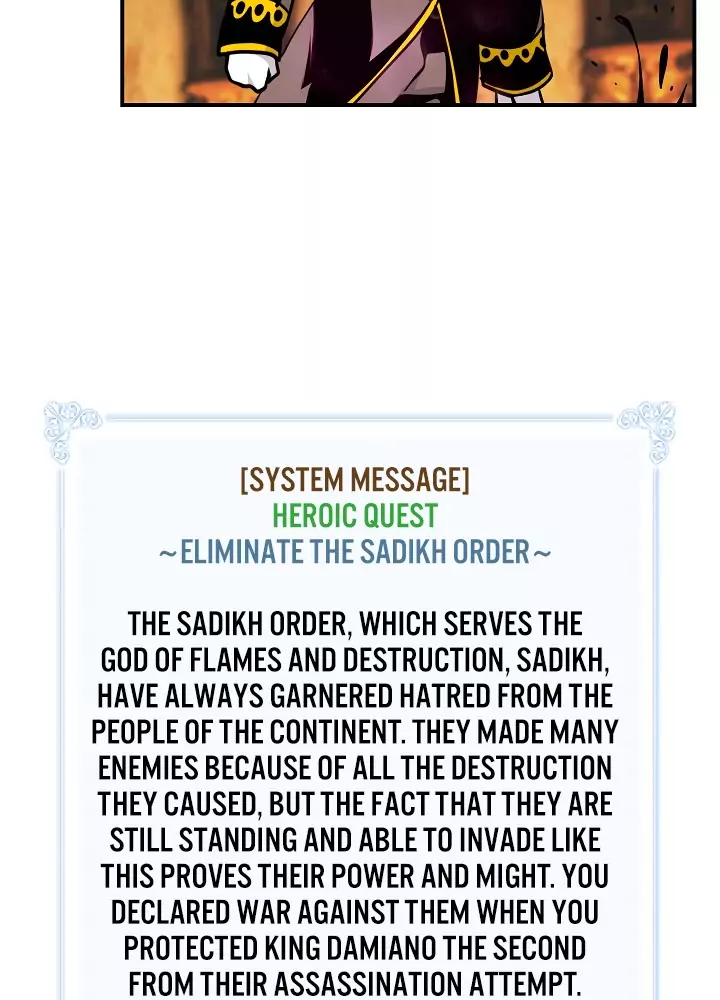 [SYSTEM MESSAGE]
HEROIC QUEST
~ELIMINATE THE SADIKH ORDER~
THE SADIKH ORDER, WHICH SERVES THE
GOD OF FLAMES AND DESTRUCTION, SADIKH,
HAVE ALWAYS GARNERED HATRED FROM THE
PEOPLE OF THE CONTINENT. THEY MADE MANY
ENEMIES BECAUSE OF ALL THE DESTRUCTION
THEY CAUSED, BUT THE FACT THAT THEY ARE
STILL STANDING AND ABLE TO INVADE LIKE
THIS PROVES THEIR POWER AND MIGHT. YOU
DECLARED WAR AGAINST THEM WHEN YOU
PROTECTED KING DAMIANO THE SECOND
FROM THEIR ASSASSINATION ATTEMPT.